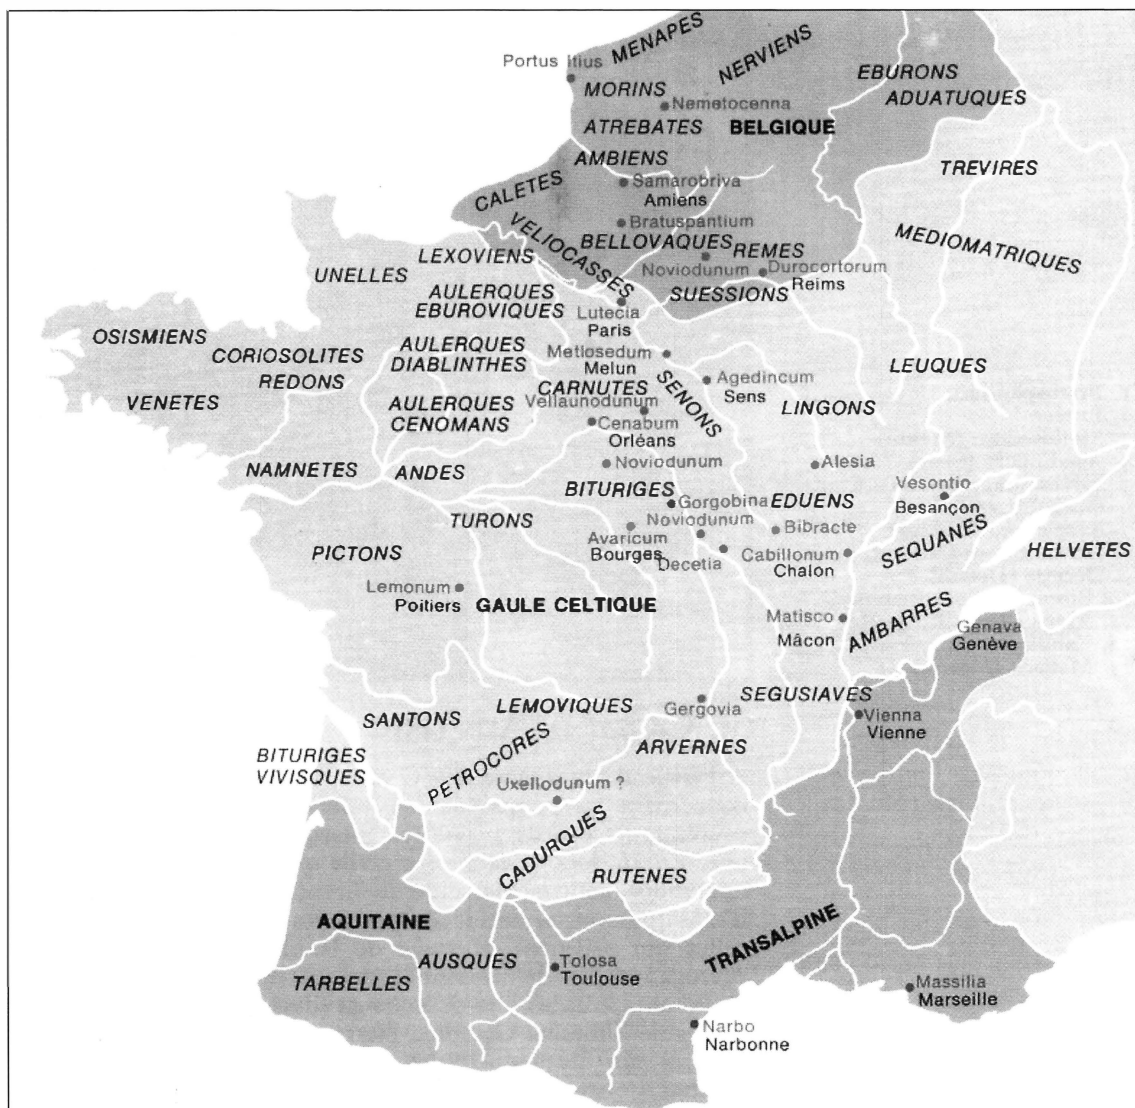 MENAPES
NERVIENS
Portus Itius
EBURONS
MORINS
ADUATUQUES
Nemetocenna
ATREBATES
BELGIQUE
AMBIENS
TREVIRES
CALETES
Samarobriva
Amiens
Bratuspantium
VELIOCASSES
BELLOVAQUES
REMES
MEDIOMATRIQUES
LEXOVIENS
UNELLES
Noviodunum
Durocortorum
Reims
AULERQUES
EBUROVIQUES
SUESSIONS
Lutecia
Paris
OSISMIENS
CORIOSOLITES
REDONS
AULERQUES
DIABLINTHES
Metlosedum
Melun
LEUQUES
Agedincum
Sens
SENONS
CARNUTES
VENETES
AULERQUES
CENOMANS
Vellaunodunum
LINGONS
Cenabum
Orléans
NAMNETES
ANDES
Noviodunum
Alesia
BITURIGES
Gorgobina
EDUENS
Vesontio
Besançon
TURONS
Noviodunum
Avaricum
Bourges
Decetia
Bibracte
PICTONS
Cabillonum
Chalon
SEQUANES
HELVETES
Lemonum
Poitiers
GAULE CELTIQUE
Matisco
Mâcon
AMBARRES
Genava
Genève
SEGUSIAVES
SANTONS
LEMOVIQUES
Gergovia
Vienna
Vienne
ARVERNES
BITURIGES
VIVISQUES
PETROCORES
Uxellodunum ?
CADURQUES
RUTENES
AQUITAINE
TRANSALPINE
AUSQUES
Tolosa
Toulouse
TARBELLES
Massilia
Marseille
Narbo
Narbonne